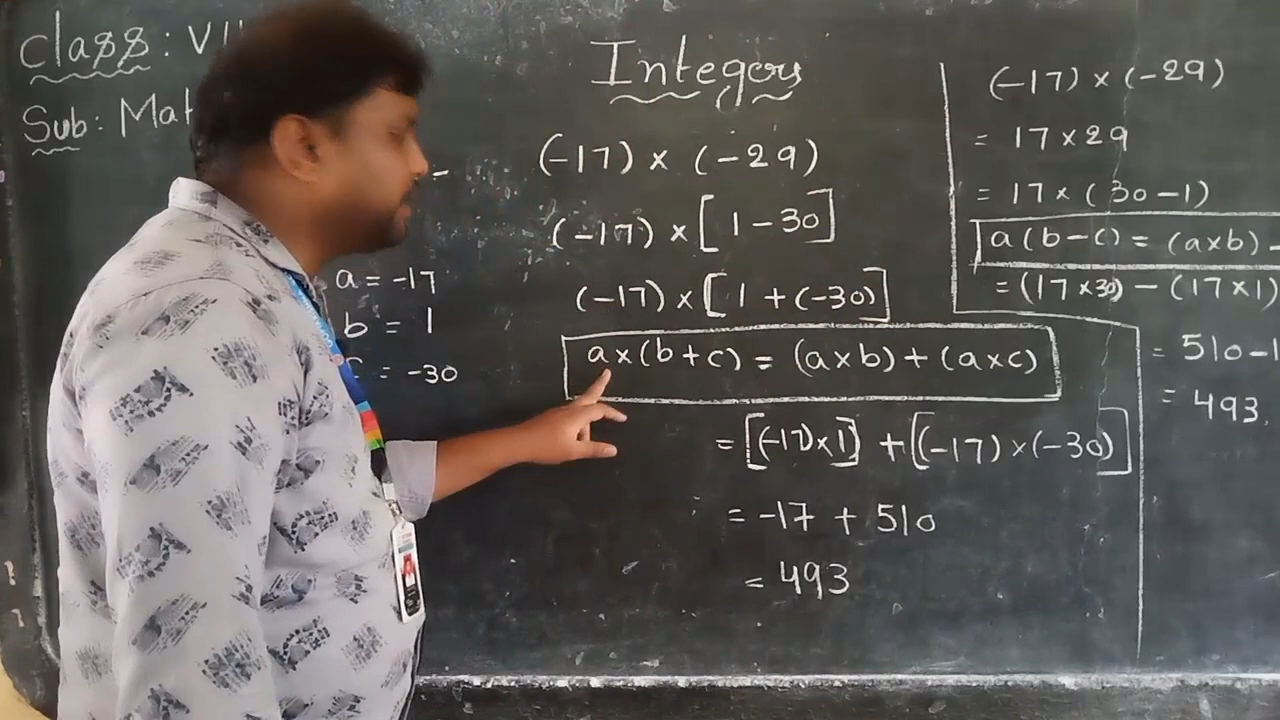 Class: VII
Sub: Mat
a = -17
b = 1
c = -30
Integers
(-17) × (-29)
(-17) × [1 - 30]
(-17) × [1 + (-30)]
a × (b + c) = (a × b) + (a × c)
= [(-17) × 1] + [(-17) × (-30)]
= -17 + 510
= 493
(-17) × (-29)
= 17 × 29
= 17 × (30 - 1)
a (b - c) = (a × b) -
= (17 × 30) - (17 × 1)
= 510 - 1
= 493.